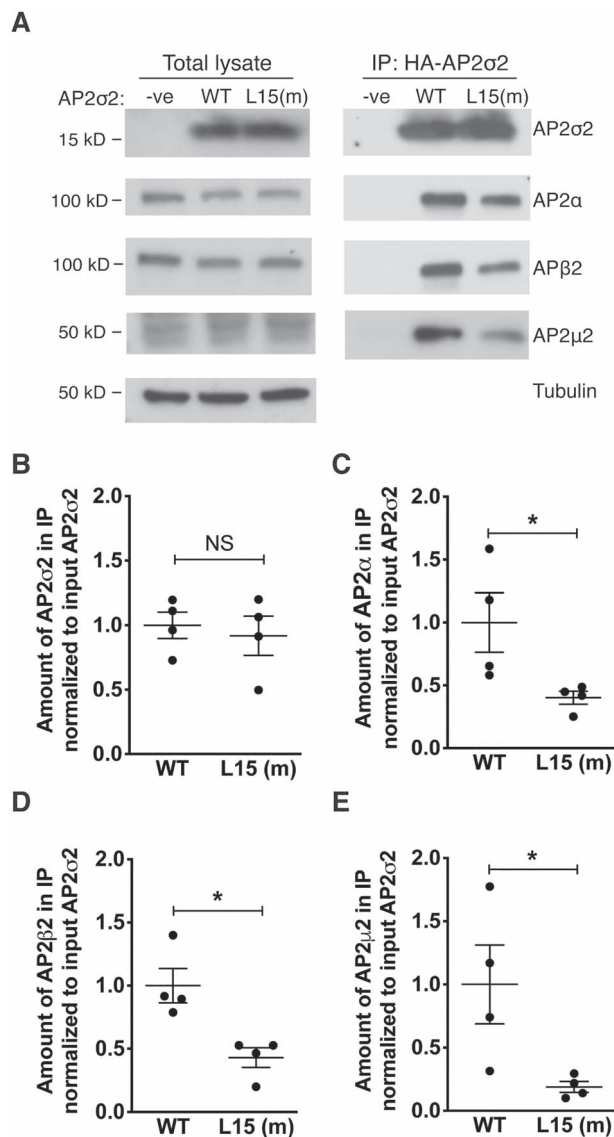 A
Total lysate
IP: HA-AP2σ2
AP2σ2: -ve WT L15(m)
-ve WT L15(m)
15 kD
AP2σ2
100 kD
AP2α
100 kD
APβ2
50 kD
AP2μ2
50 kD
Tubulin
B
Amount of AP2σ2 in IP
normalized to input AP2σ2
2.0
1.5
1.0
0.5
0.0
NS
WT L15 (m)
C
Amount of AP2α in IP
normalized to input AP2σ2
2.0
1.5
1.0
0.5
0.0
*
WT L15 (m)
D
Amount of AP2β2 in IP
normalized to input AP2σ2
2.0
1.5
1.0
0.5
0.0
*
WT L15 (m)
E
Amount of AP2μ2 in IP
normalized to input AP2σ2
2.0
1.5
1.0
0.5
0.0
*
WT L15 (m)